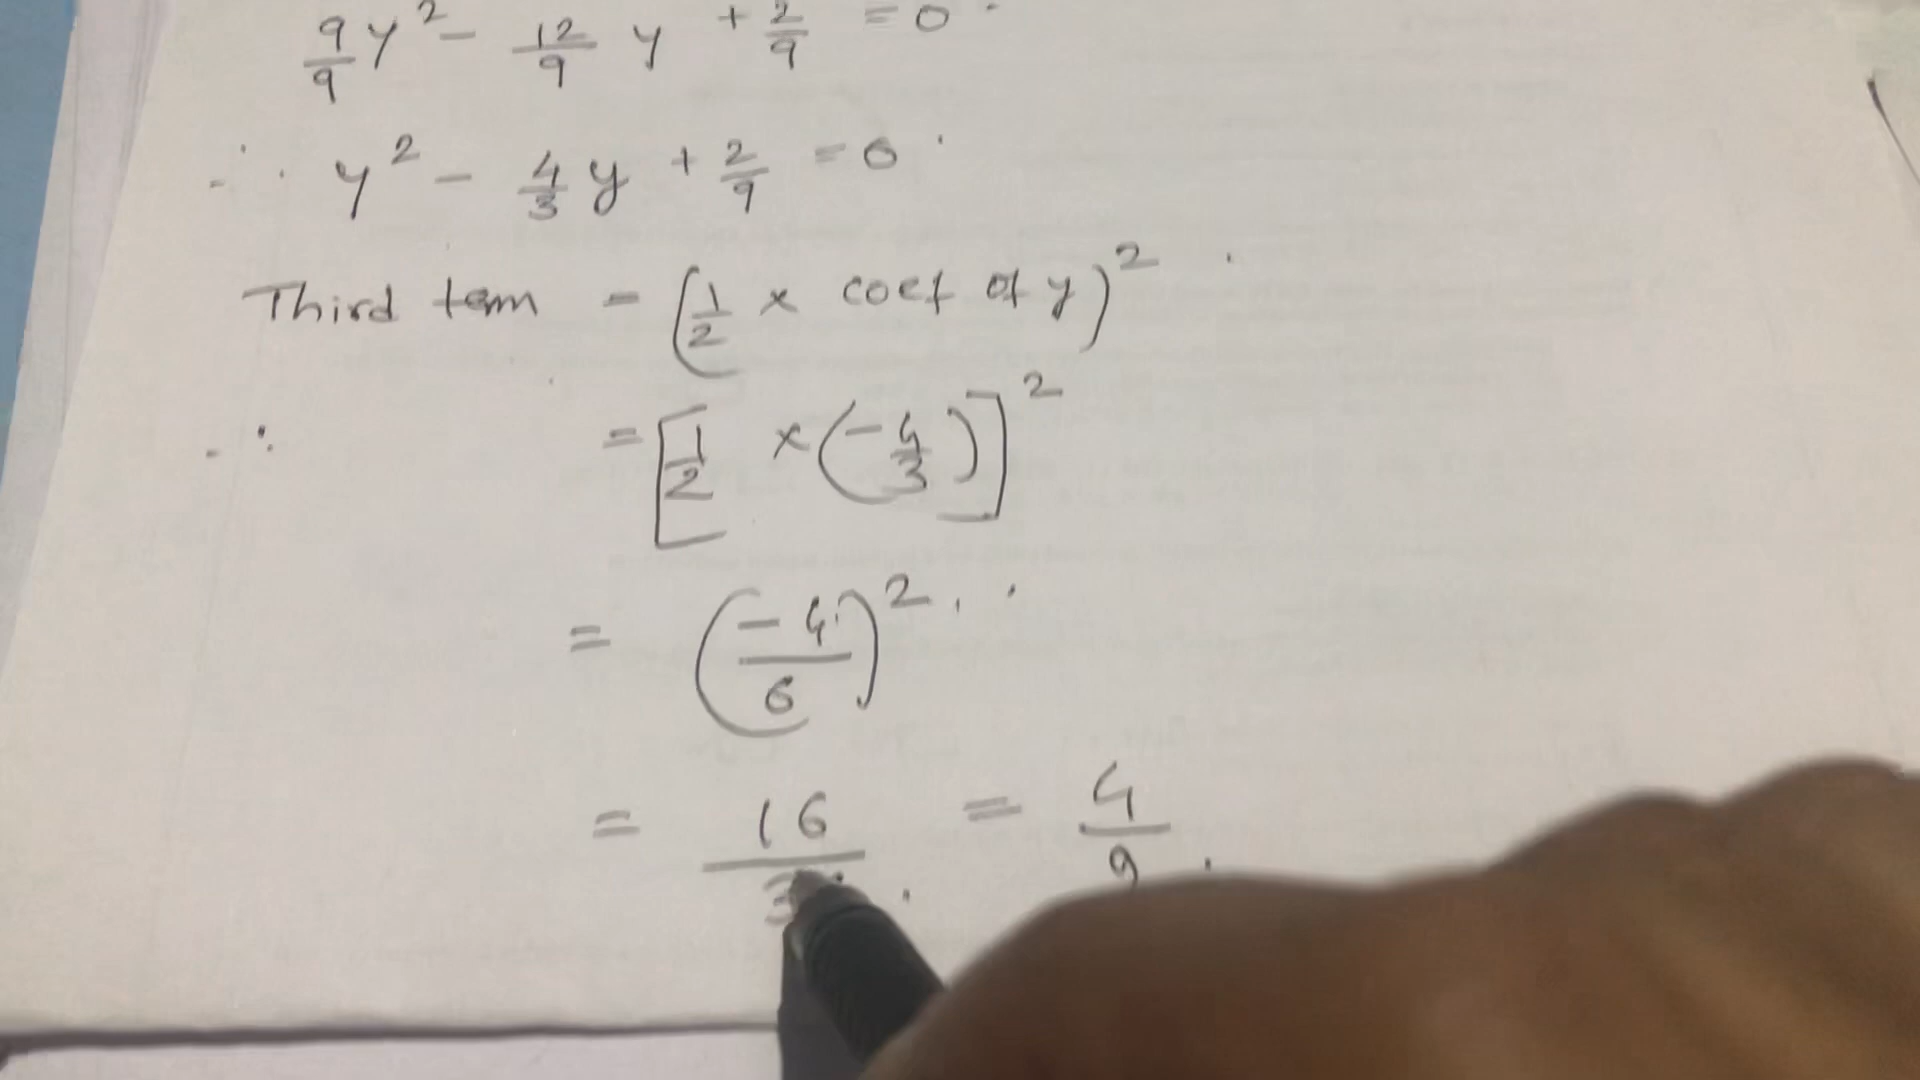 9/9 y² - 12/9 y + 2/9 = 0
∴ y² - 4/3 y + 2/9 = 0
Third term = (1/2 × coef of y)²
∴ = [1/2 × (-4/3)]²
= (-4/6)²
= 16/3 = 4/9